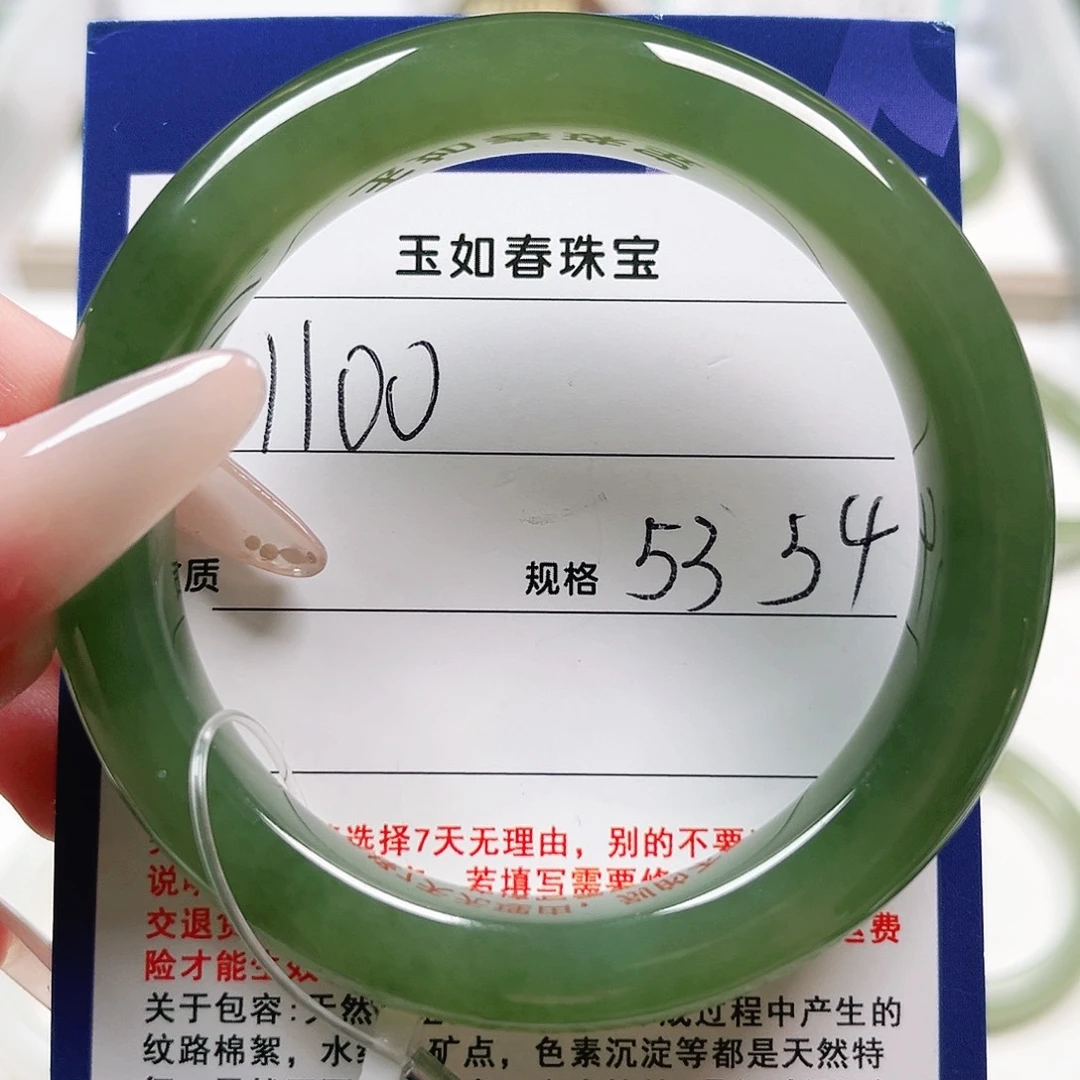 玉如春珠宝
1100
质
规格 53 54
选择7天无理由，别的不要
若填写需要
交退
费
险才能生效
关于包容：天然 过程中产生的
纹路棉絮，水 矿点，色素沉淀等都是天然特